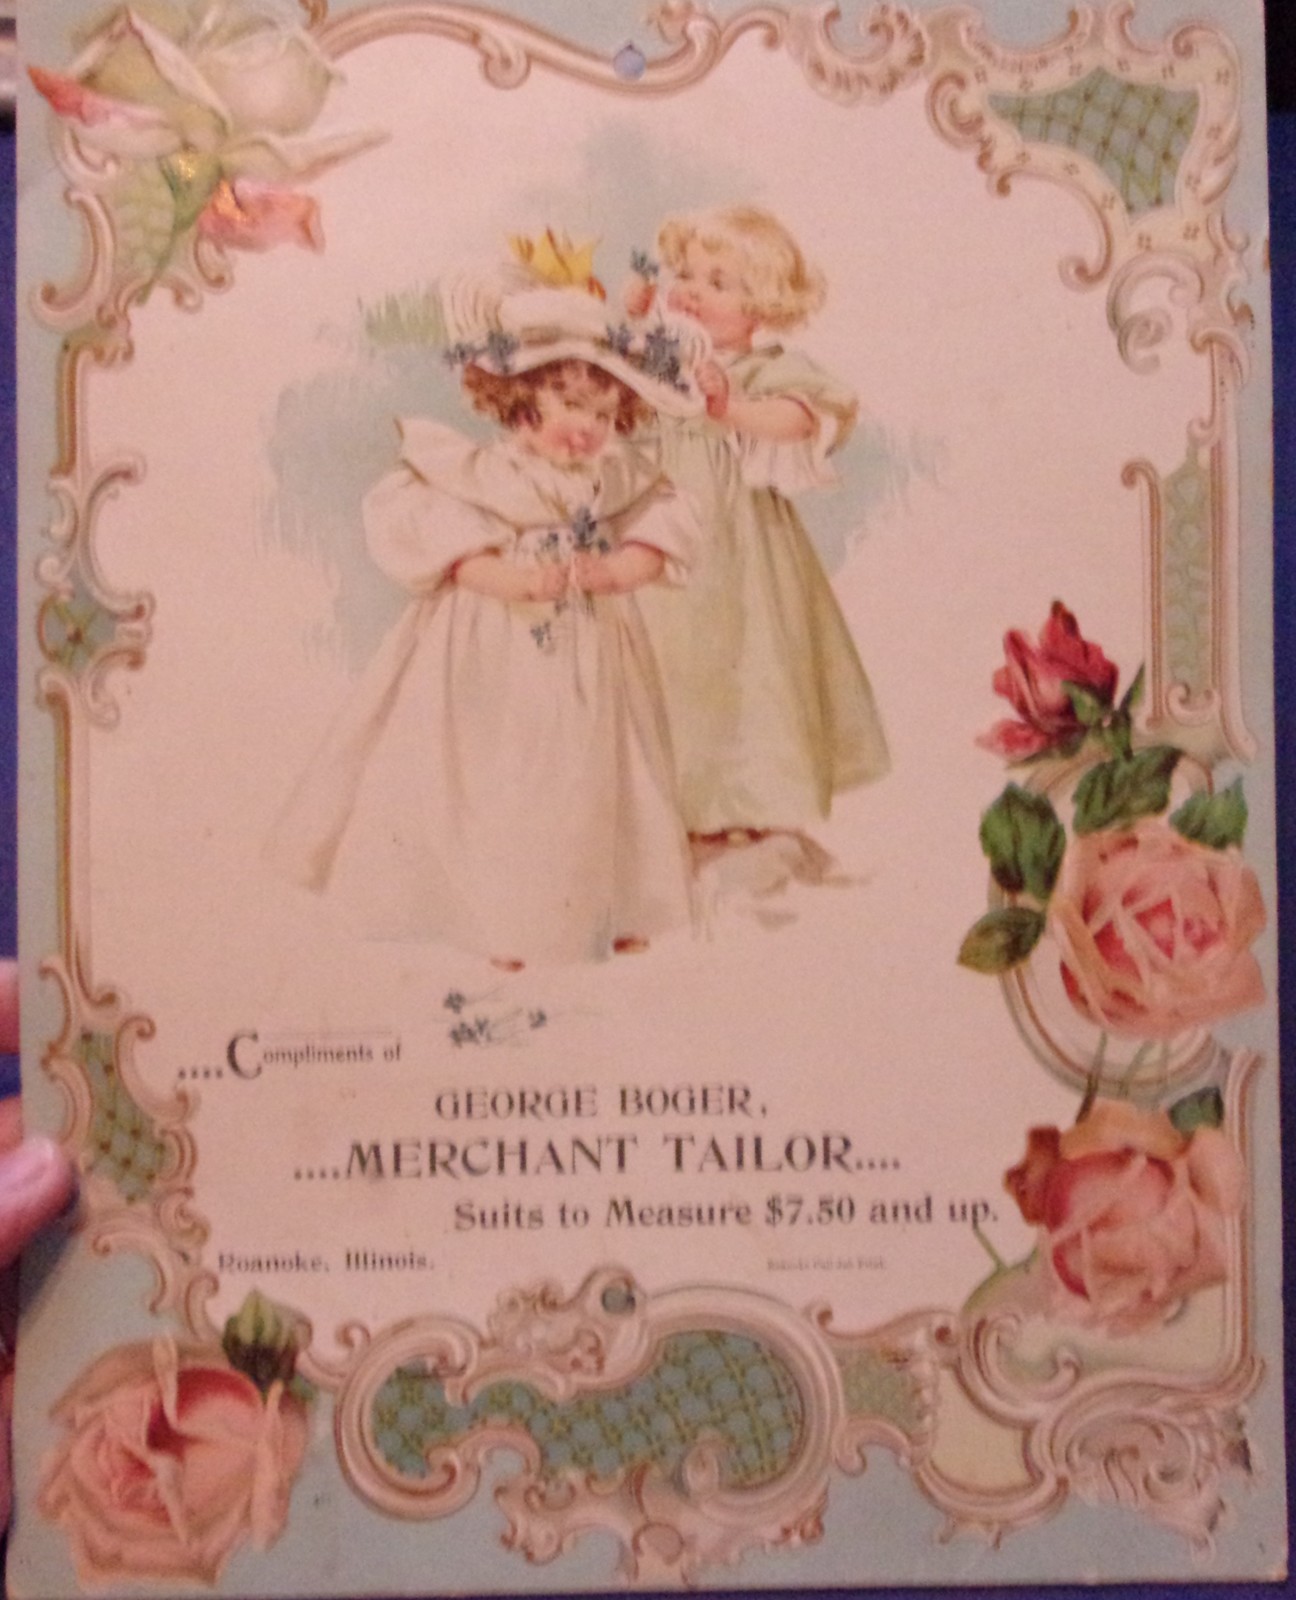 ....Compliments of
GEORGE BOGER,
....MERCHANT TAILOR....
Suits to Measure $7.50 and up.
Roanoke, Illinois.